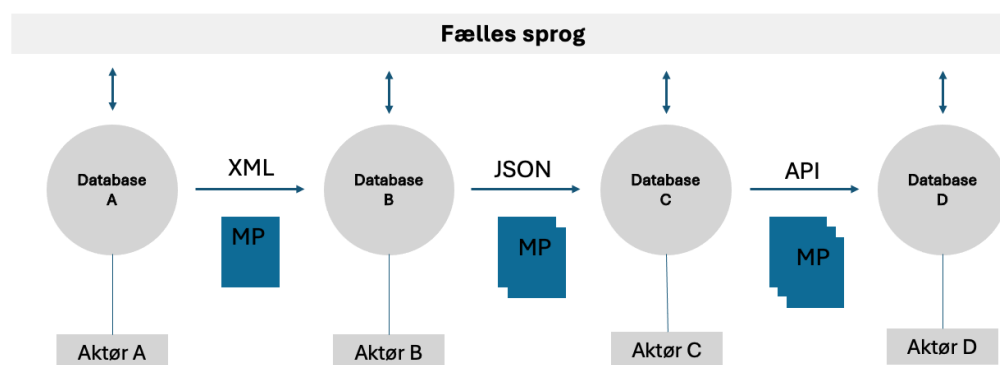 Fælles sprog
Database
A
XML
Database
B
JSON
Database
C
API
Database
D
MP
MP
MP
Aktør A
Aktør B
Aktør C
Aktør D